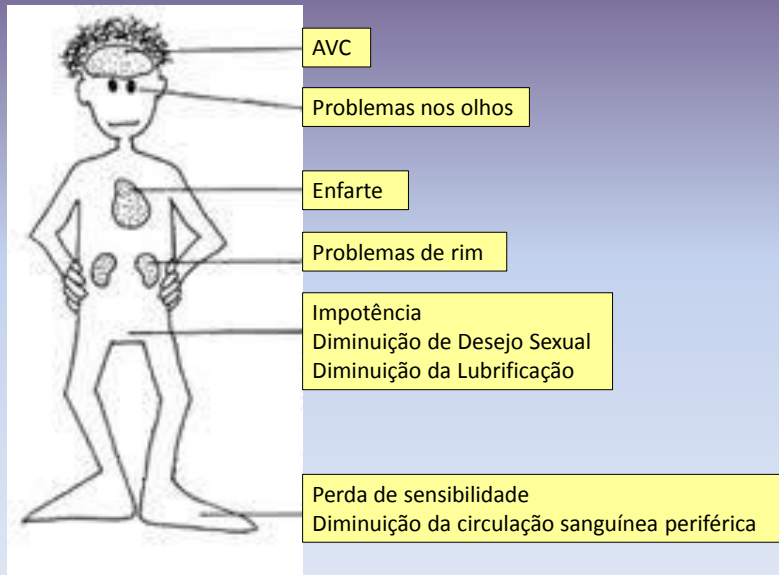 AVC
Problemas nos olhos
Enfarte
Problemas de rim
Impotência
Diminuição de Desejo Sexual
Diminuição da Lubrificação
Perda de sensibilidade
Diminuição da circulação sanguínea periférica